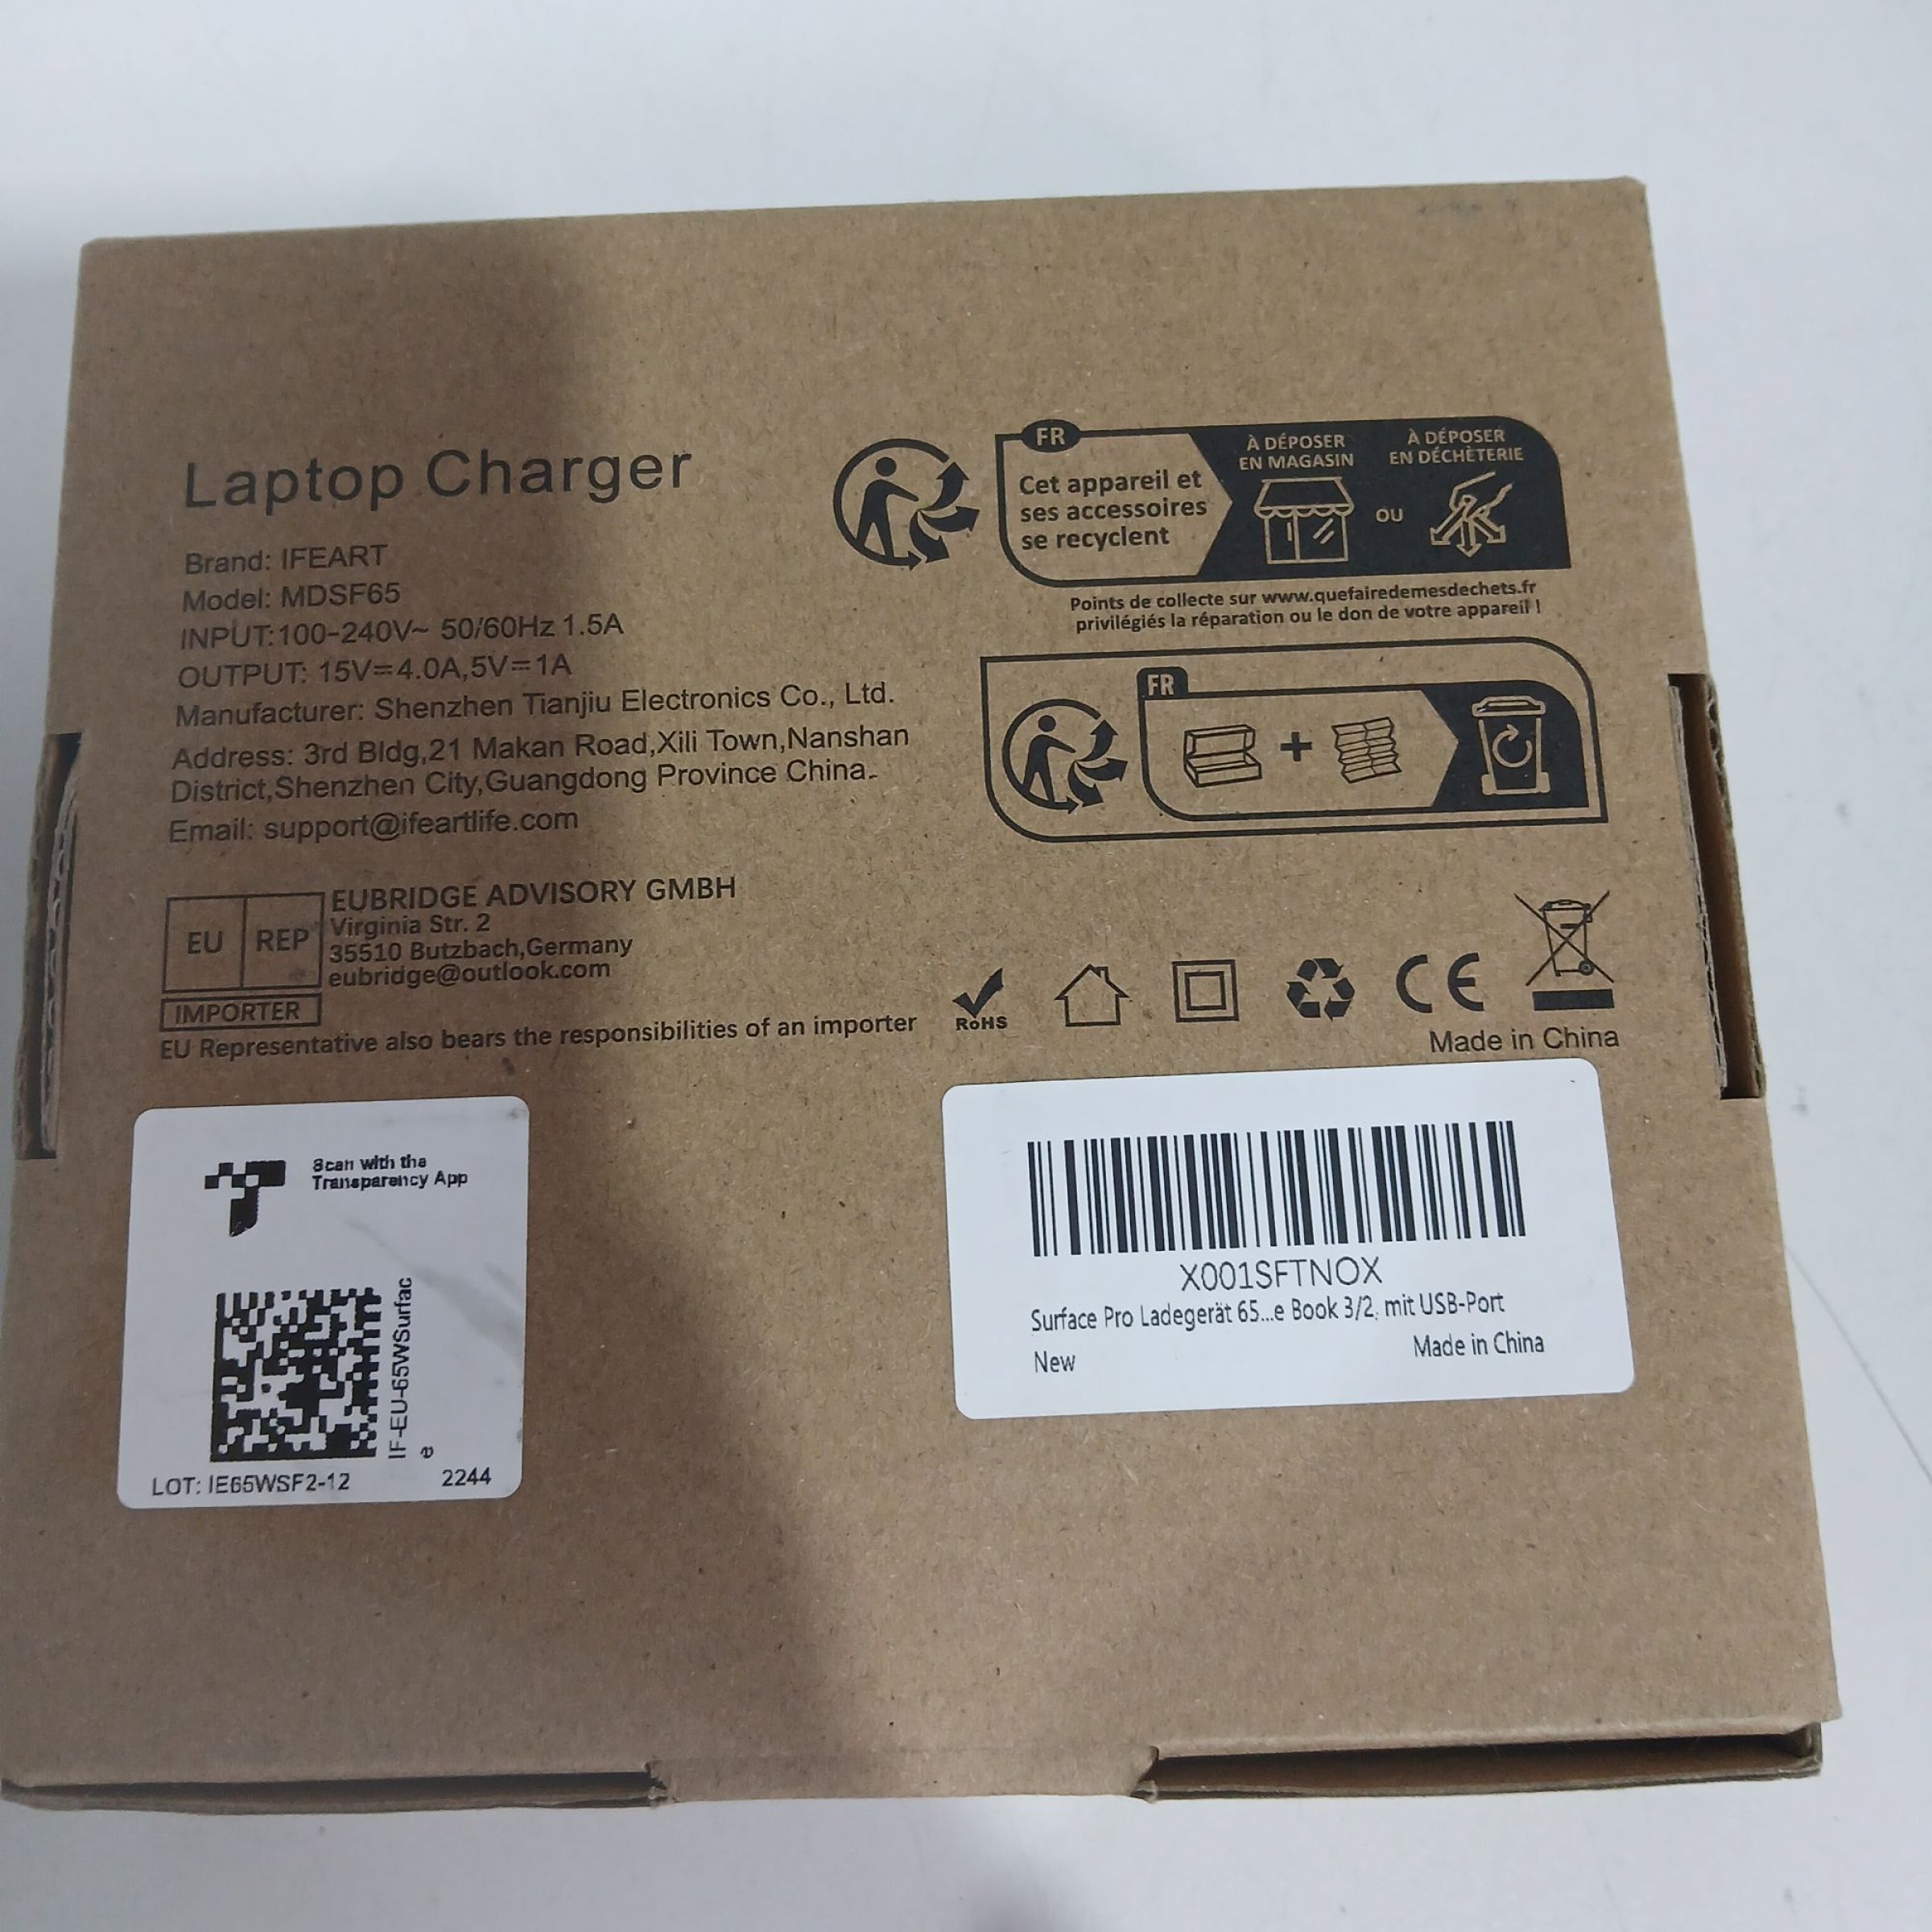 Laptop Charger
Brand: IFEART
Model: MDSF65
INPUT:100-240V~ 50/60Hz 1.5A
OUTPUT: 15V=4.0A,5V=1A
Manufacturer: Shenzhen Tianjiu Electronics Co., Ltd.
Address: 3rd Bldg,21 Makan Road,Xili Town,Nanshan
District,Shenzhen City,Guangdong Province China.
Email: support@ifeartlife.com
FR
Cet appareil et
ses accessoires
se recyclent
À DÉPOSER
EN MAGASIN
OU
À DÉPOSER
EN DÉCHÈTERIE
Points de collecte sur www.quefairedemesdechets.fr
privilégiés la réparation ou le don de votre appareil !
FR
+
EU REP
EUBRIDGE ADVISORY GMBH
Virginia Str. 2
35510 Butzbach,Germany
eubridge@outlook.com
IMPORTER
EU Representative also bears the responsibilities of an importer
RoHS
CE
Made in China
Scan with the
Transparency App
IF-EU-65WSurfac
e
LOT: IE65WSF2-12 2244
X001SFTNOX
Surface Pro Ladegerät 65...e Book 3/2, mit USB-Port
New Made in China